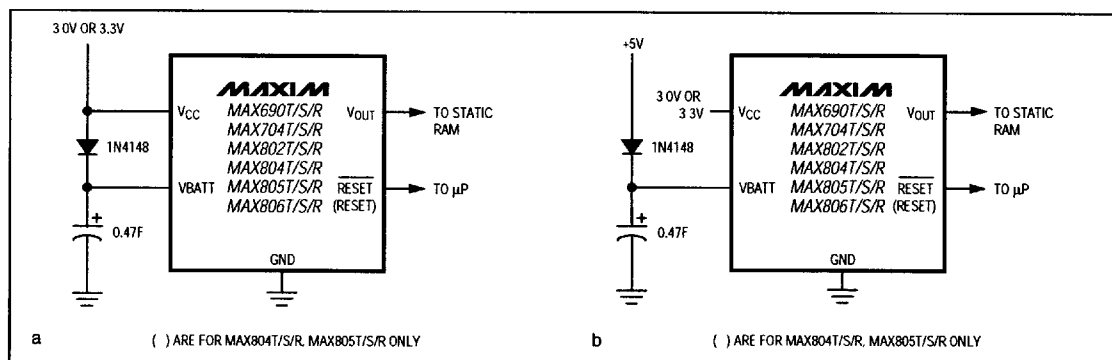 3 0V OR 3.3V
MAXIM
VCC
MAX690T/S/R
MAX704T/S/R
MAX802T/S/R
MAX804T/S/R
MAX805T/S/R
MAX806T/S/R
VOUT
TO STATIC
RAM
1N4148
VBATT
RESET
(RESET)
TO µP
+
0.47F
GND
a
( ) ARE FOR MAX804T/S/R, MAX805T/S/R ONLY
+5V
3 0V OR
3 3V
MAXIM
VCC
MAX690T/S/R
MAX704T/S/R
MAX802T/S/R
MAX804T/S/R
MAX805T/S/R
MAX806T/S/R
VOUT
TO STATIC
RAM
1N4148
VBATT
RESET
(RESET)
TO µP
+
0.47F
GND
b
( ) ARE FOR MAX804T/S/R, MAX805T/S/R ONLY